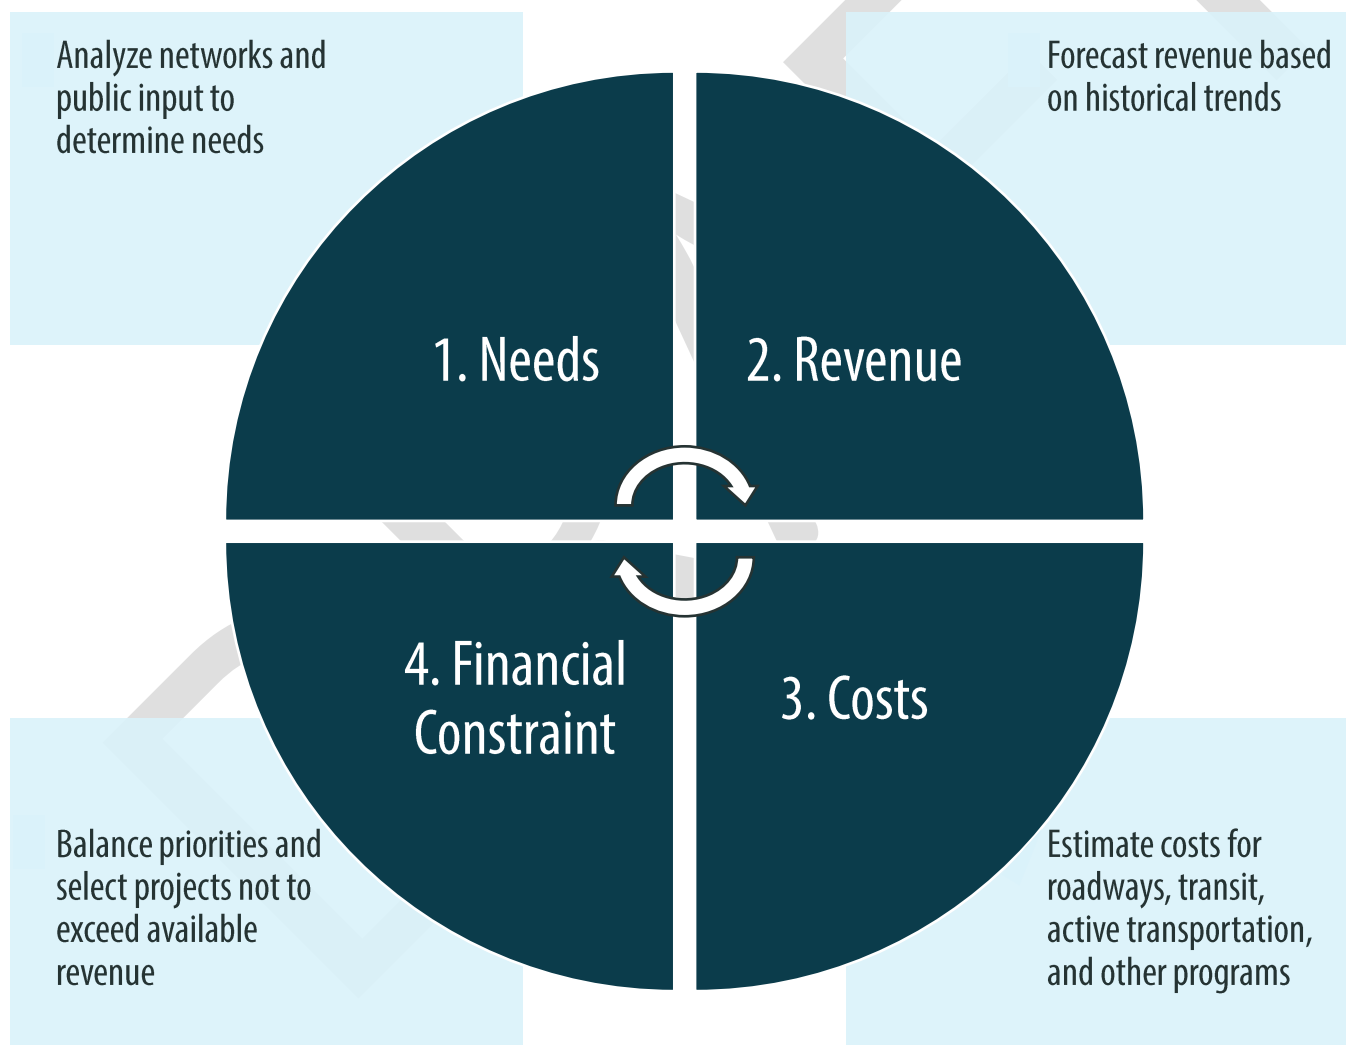 Analyze networks and
public input to
determine needs
Forecast revenue based
on historical trends
1. Needs
2. Revenue
4. Financial
Constraint
3. Costs
Balance priorities and
select projects not to
exceed available
revenue
Estimate costs for
roadways, transit,
active transportation,
and other programs